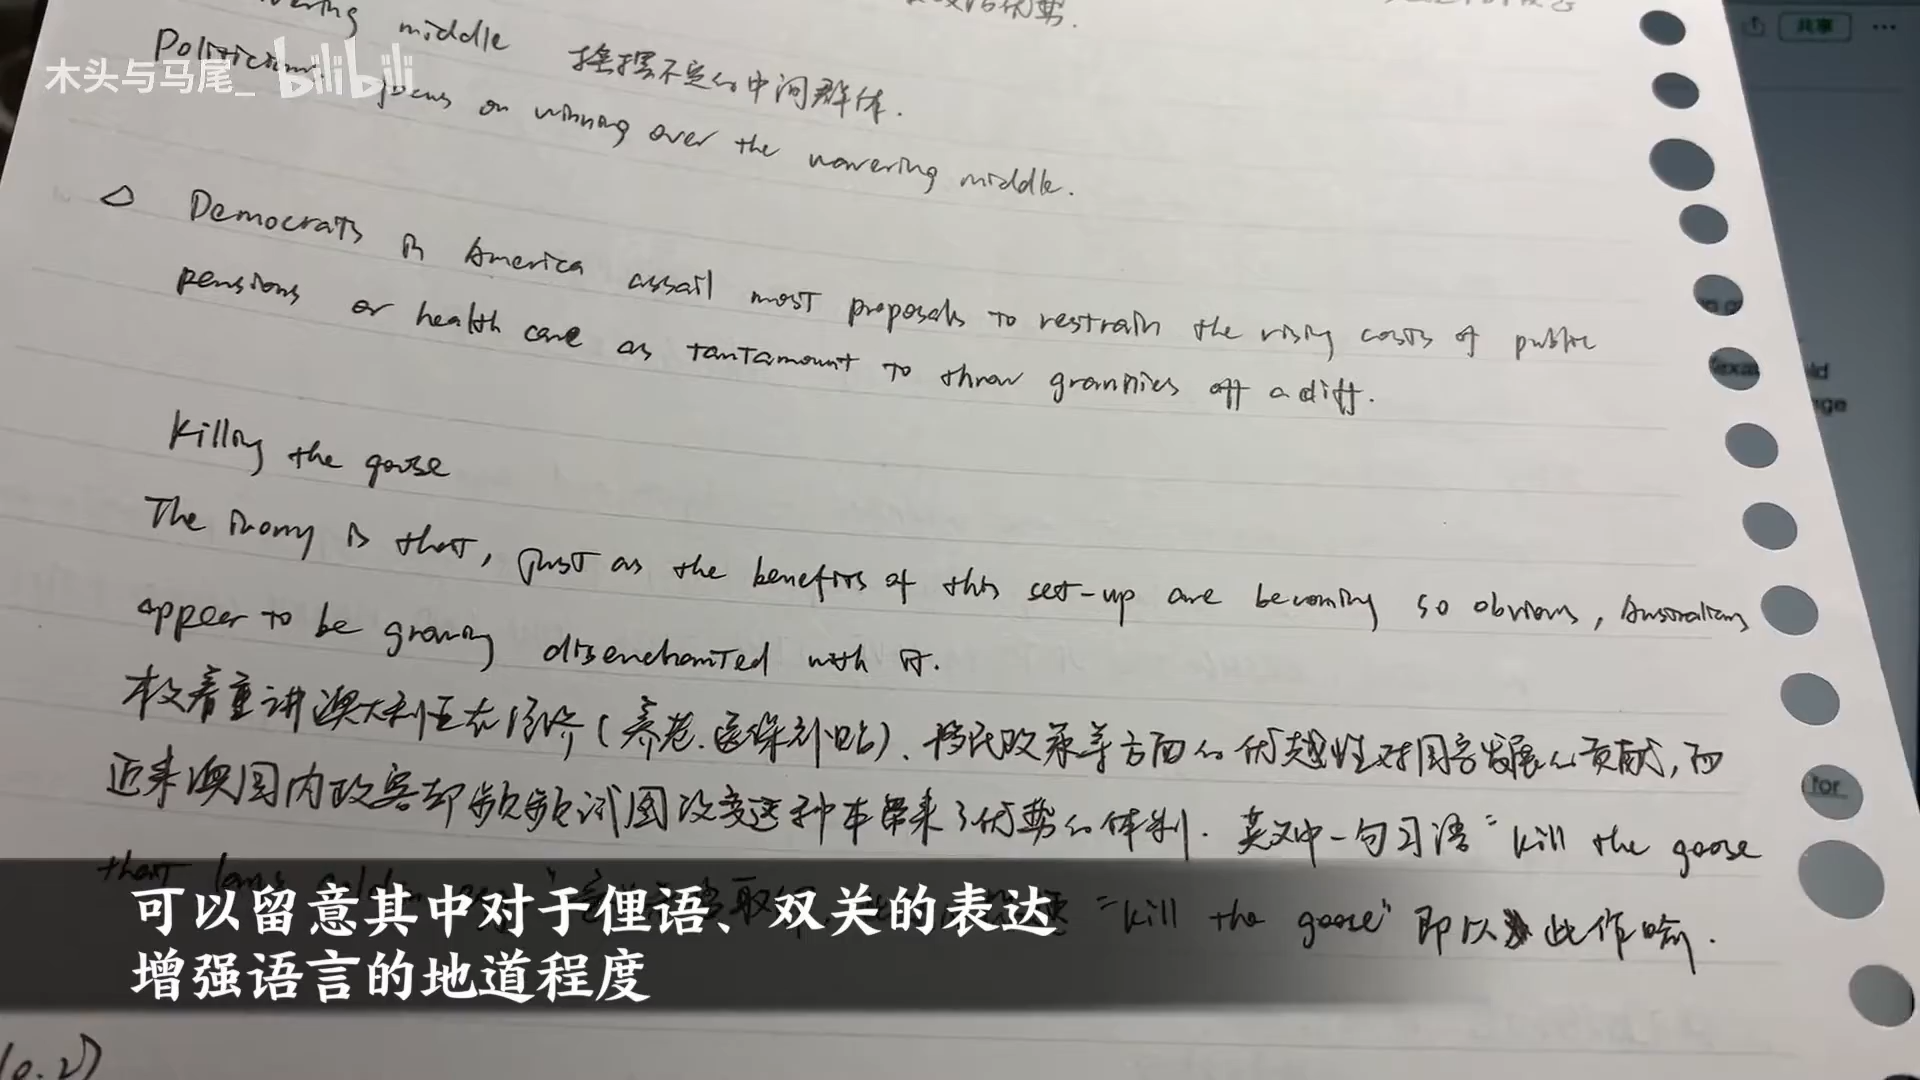 共享
middle 摇摆不定的中间群体.
Politicians focus on winning over the wavering middle.
木头与马尾_ bilibili
△ Democrats in America assail most proposals to restrain the rising costs of public
pensions or health care as tantamount to throw grannies off a cliff.
Killing the goose
The irony is that, just as the benefits of this set-up are becoming so obvious, Australians
appear to be growing disenchanted with it.
本文着重讲澳大利亚在经济(养老.医保补贴)、移民政策等方面的优越性对国家发展的贡献,而
近来澳国内政客却频频试图改变这种本带来了优势的体制. 英文中一句习语 "kill the goose
that "kill the goose" 即以此作喻.
可以留意其中对于俚语、双关的表达
增强语言的地道程度
for